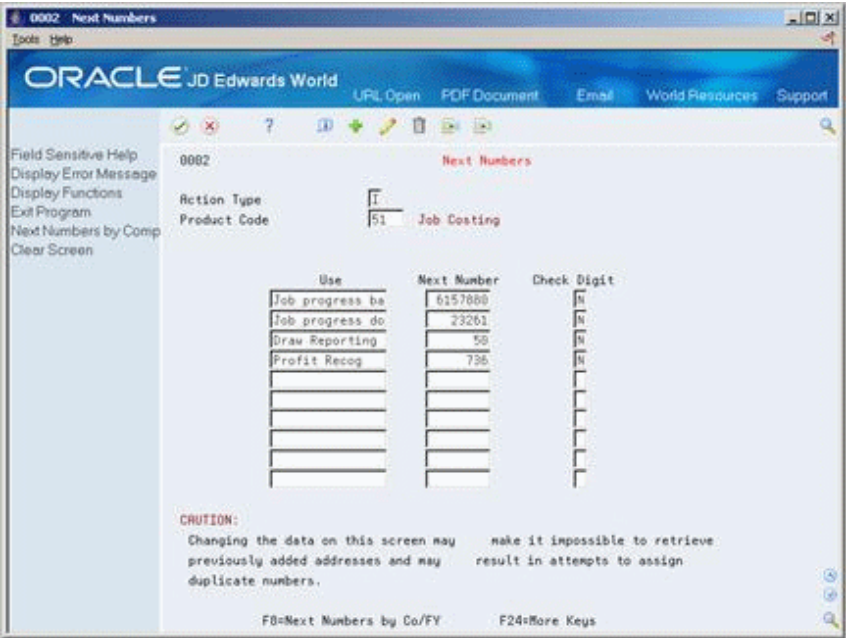 0002 Next Numbers
Tools Help
ORACLE JD Edwards World
URL Open PDF Document Email World Resources Support
Field Sensitive Help
Display Error Message
Display Functions
Exit Program
Next Numbers by Comp
Clear Screen
0002 Next Numbers
Action Type I
Product Code 51 Job Costing
Use Next Number Check Digit
Job progress ba 6157880 N
Job progress do 23261 N
Draw Reporting 50 N
Profit Recog 736 N
CAUTION:
Changing the data on this screen may make it impossible to retrieve
previously added addresses and may result in attempts to assign
duplicate numbers.
F8=Next Numbers by Co/FY F24=More Keys